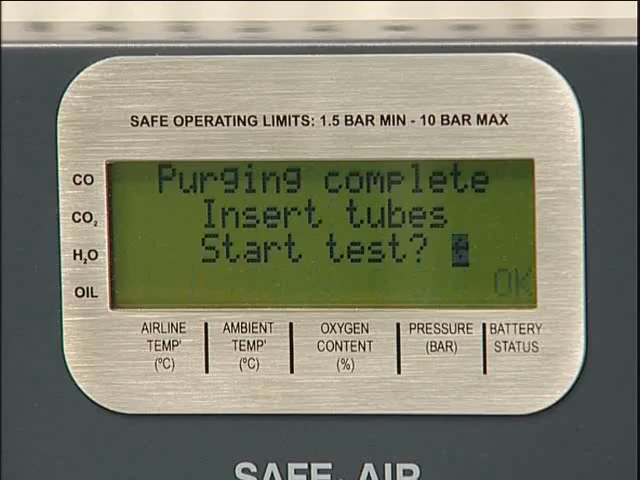 SAFE OPERATING LIMITS: 1.5 BAR MIN - 10 BAR MAX
CO
CO₂
H₂O
OIL
Purging complete
Insert tubes
Start test?
OK
AIRLINE TEMP' (ºC)
AMBIENT TEMP' (ºC)
OXYGEN CONTENT (%)
PRESSURE (BAR)
BATTERY STATUS
SAFE-AIR